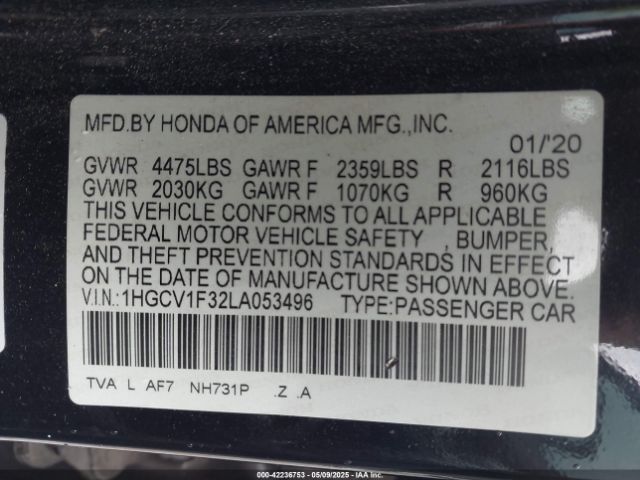 MFD.BY HONDA OF AMERICA MFG.,INC.
01/'20
GVWR 4475LBS GAWR F 2359LBS R 2116LBS
GVWR 2030KG GAWR F 1070KG R 960KG
THIS VEHICLE CONFORMS TO ALL APPLICABLE
FEDERAL MOTOR VEHICLE SAFETY , BUMPER,
AND THEFT PREVENTION STANDARDS IN EFFECT
ON THE DATE OF MANUFACTURE SHOWN ABOVE.
V.I.N.:1HGCV1F32LA053496 TYPE:PASSENGER CAR
TVA L AF7 NH731P .Z .A
000-42236753 - 05/09/2025 - IAAI.COM